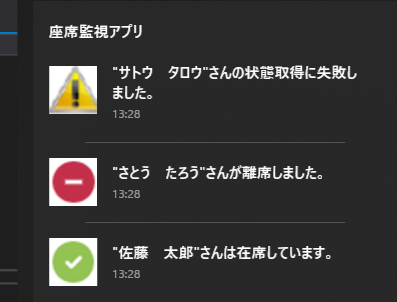 座席監視アプリ
"サトウ　タロウ"さんの状態取得に失敗し
ました。
13:28
"さとう　たろう"さんが離席しました。
13:28
"佐藤　太郎"さんは在席しています。
13:28